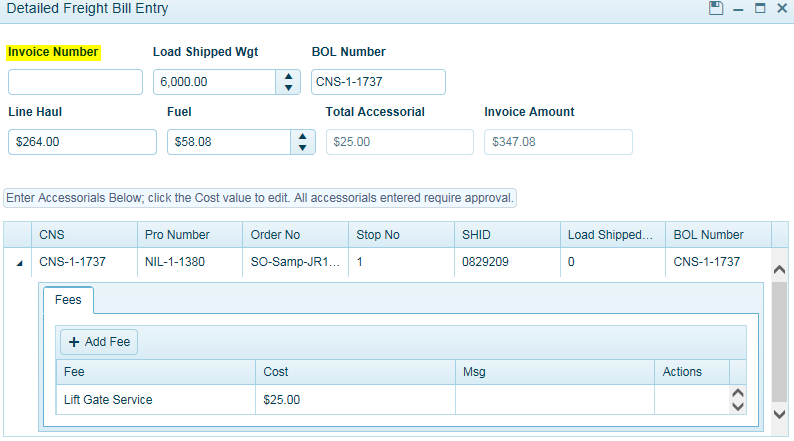 Detailed Freight Bill Entry
Invoice Number Load Shipped Wgt BOL Number
6,000.00 CNS-1-1737
Line Haul Fuel Total Accessorial Invoice Amount
$264.00 $58.08 $25.00 $347.08
Enter Accessorials Below; click the Cost value to edit. All accessorials entered require approval.
CNS Pro Number Order No Stop No SHID Load Shipped... BOL Number
CNS-1-1737 NIL-1-1380 SO-Samp-JR1... 1 0829209 0 CNS-1-1737
Fees
+ Add Fee
Fee Cost Msg Actions
Lift Gate Service $25.00